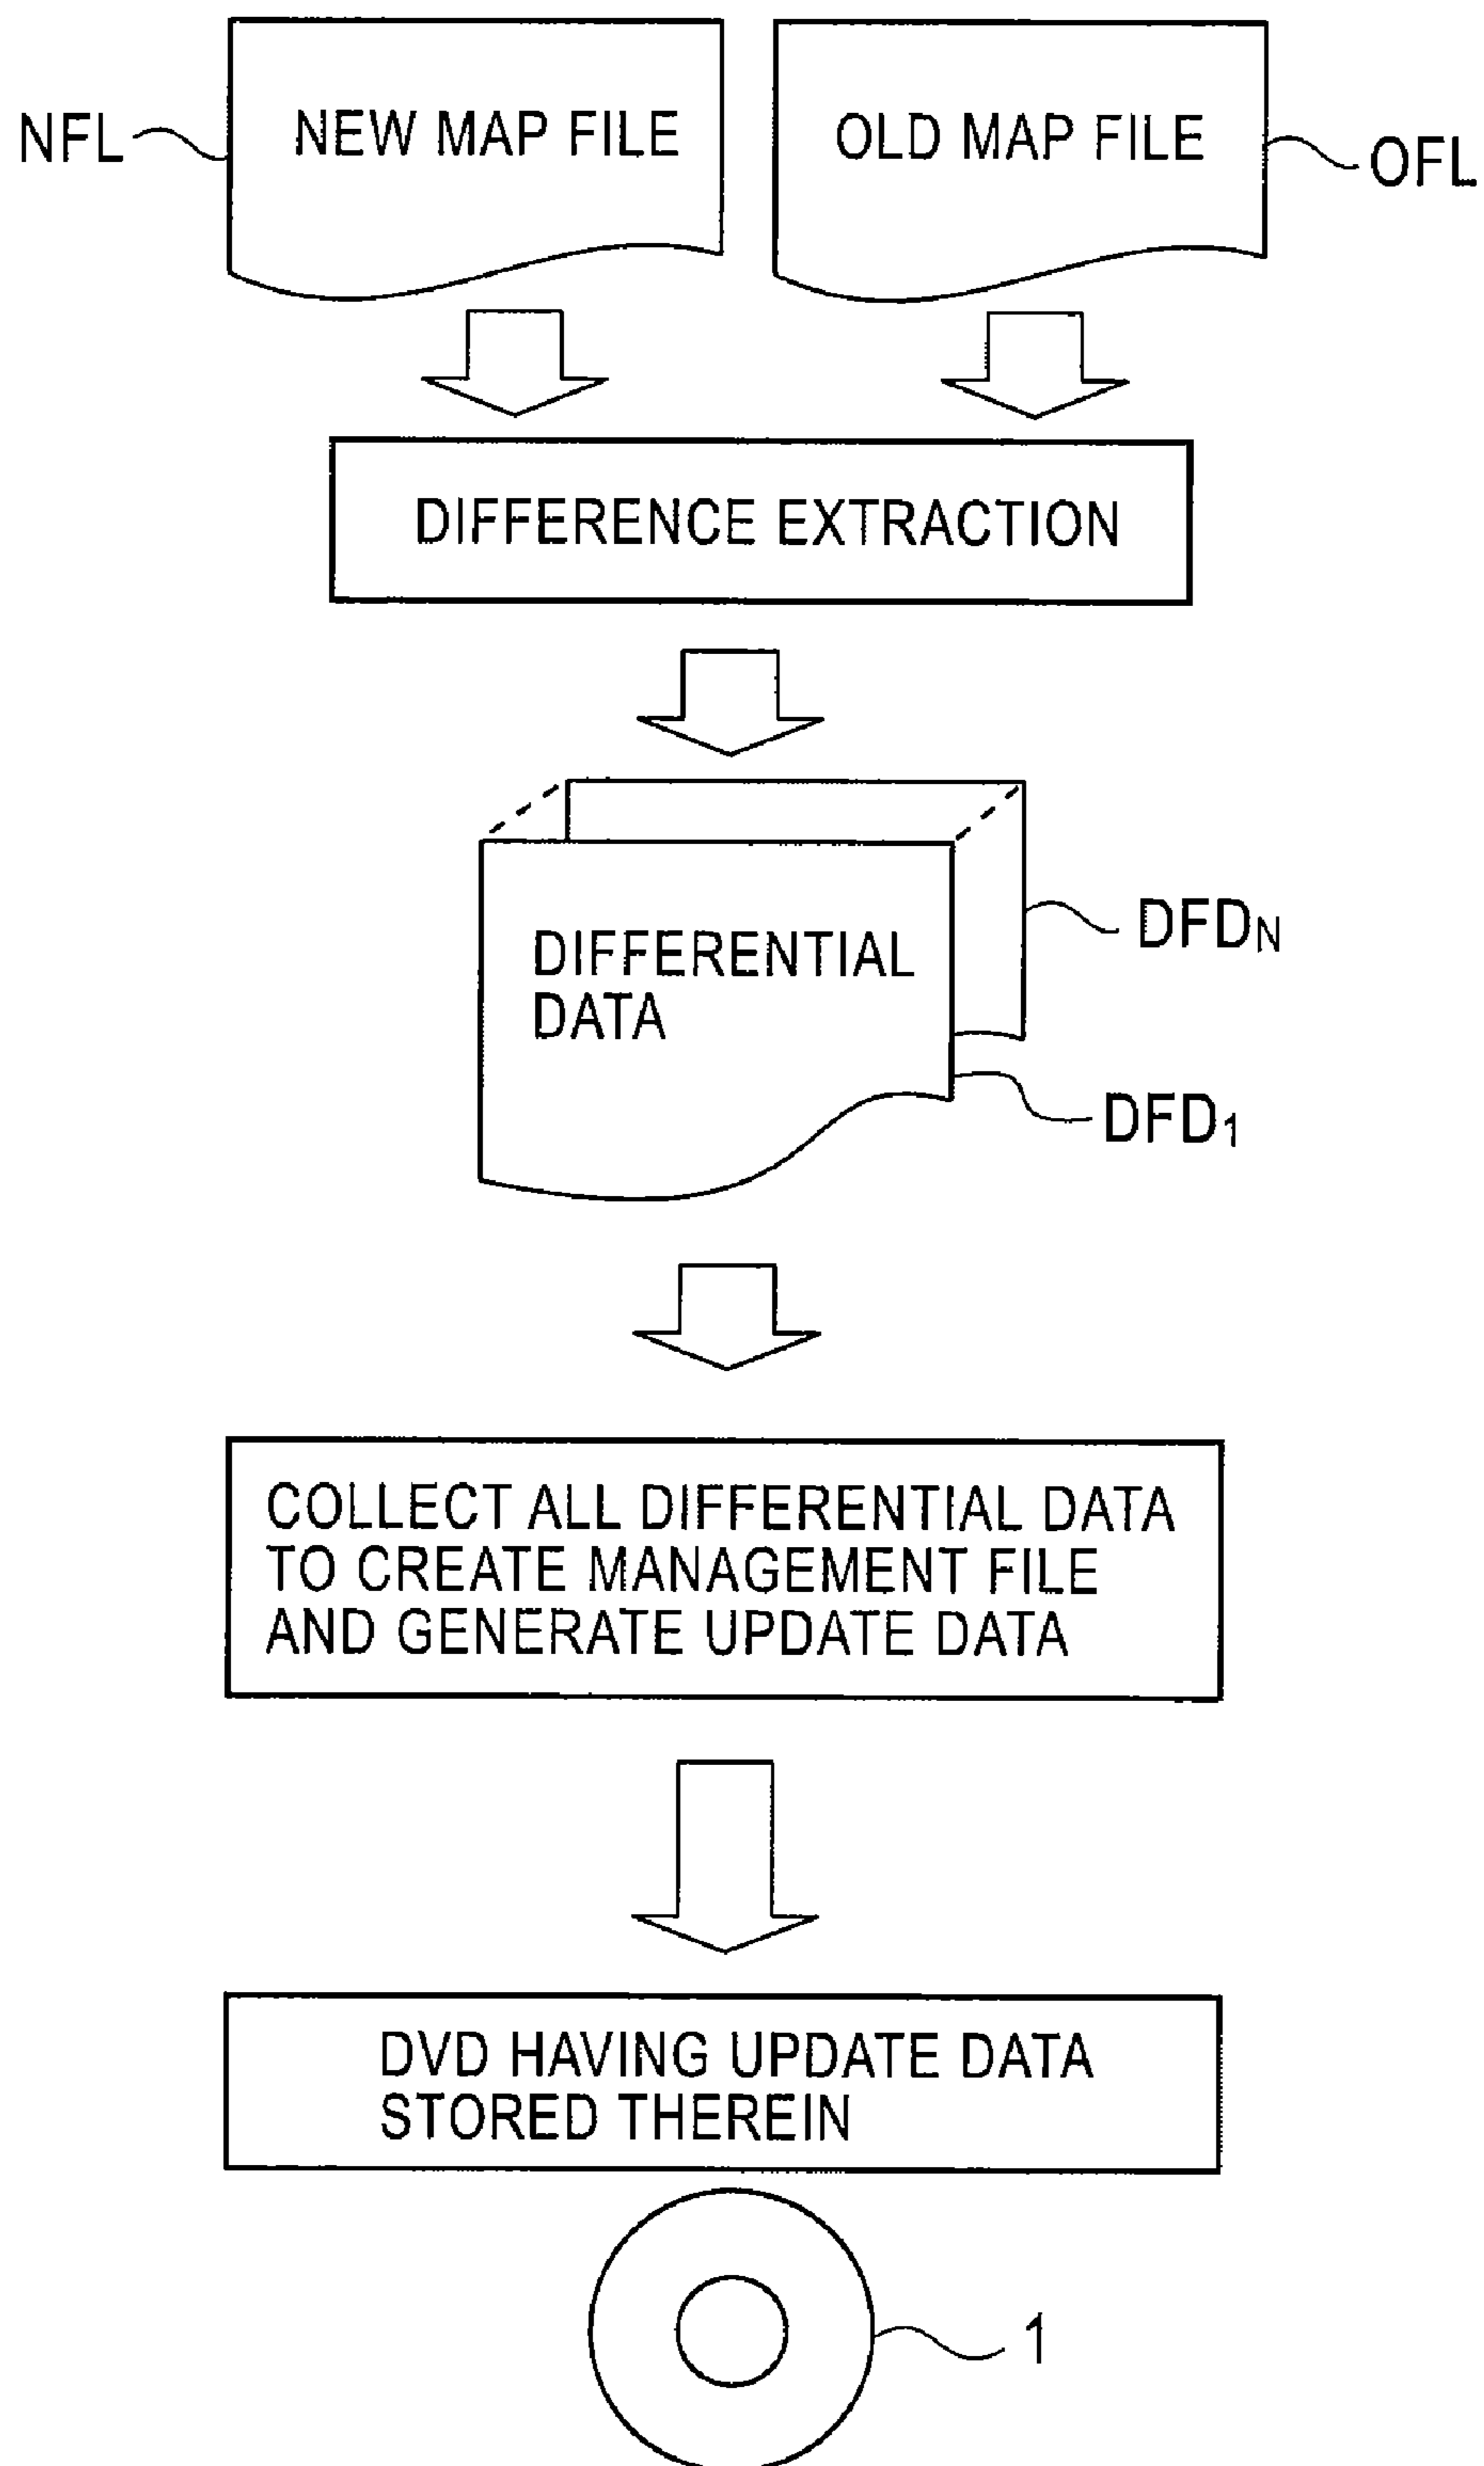 NFL
NEW MAP FILE
OLD MAP FILE
OFL
DIFFERENCE EXTRACTION
DIFFERENTIAL
DATA
DFDN
DFD1
COLLECT ALL DIFFERENTIAL DATA
TO CREATE MANAGEMENT FILE
AND GENERATE UPDATE DATA
DVD HAVING UPDATE DATA
STORED THEREIN
1